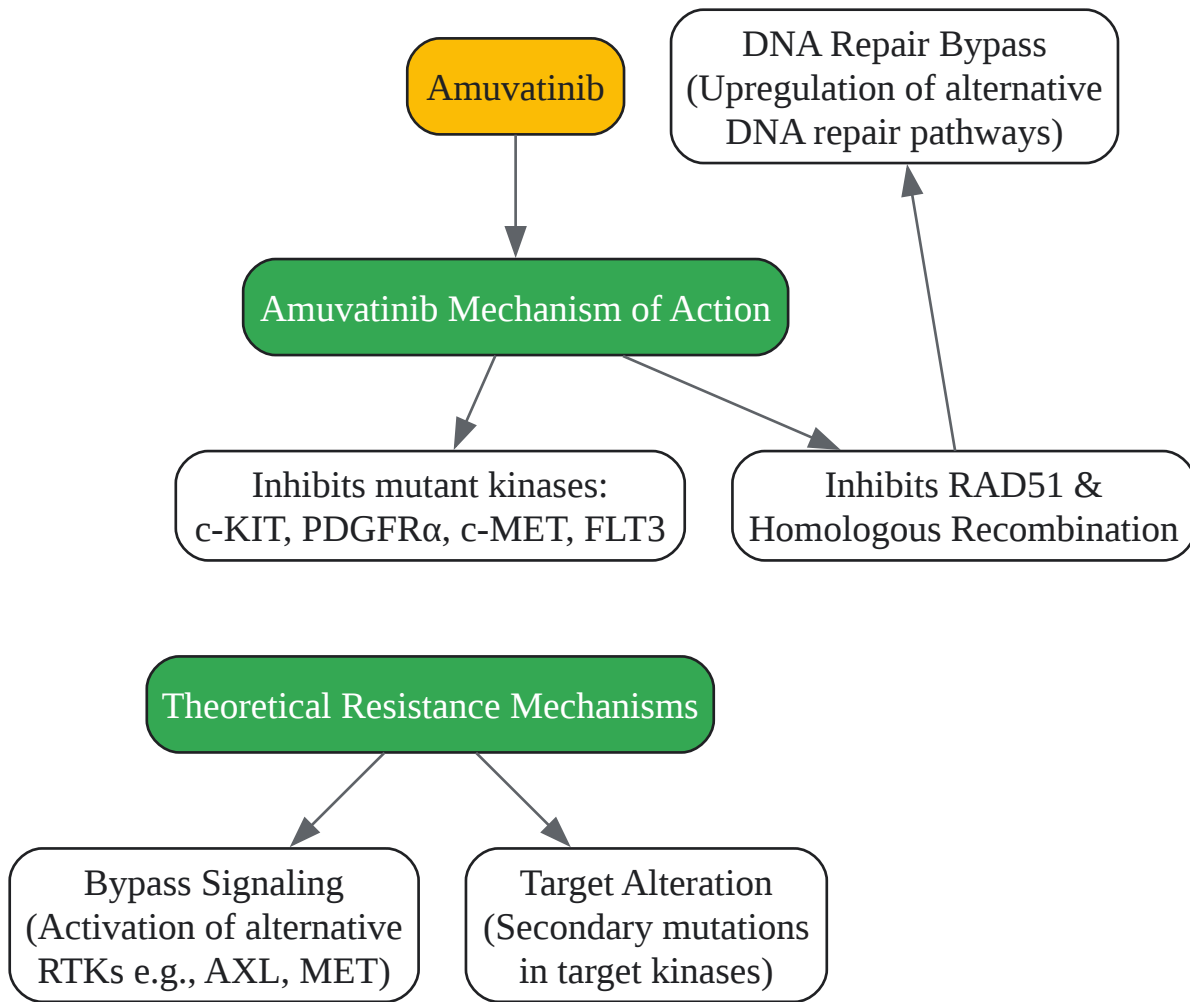 Amuvatinib
DNA Repair Bypass
(Upregulation of alternative
DNA repair pathways)
Amuvatinib Mechanism of Action
Inhibits mutant kinases:
c-KIT, PDGFRα, c-MET, FLT3
Inhibits RAD51 &
Homologous Recombination
Theoretical Resistance Mechanisms
Bypass Signaling
(Activation of alternative
RTKs e.g., AXL, MET)
Target Alteration
(Secondary mutations
in target kinases)